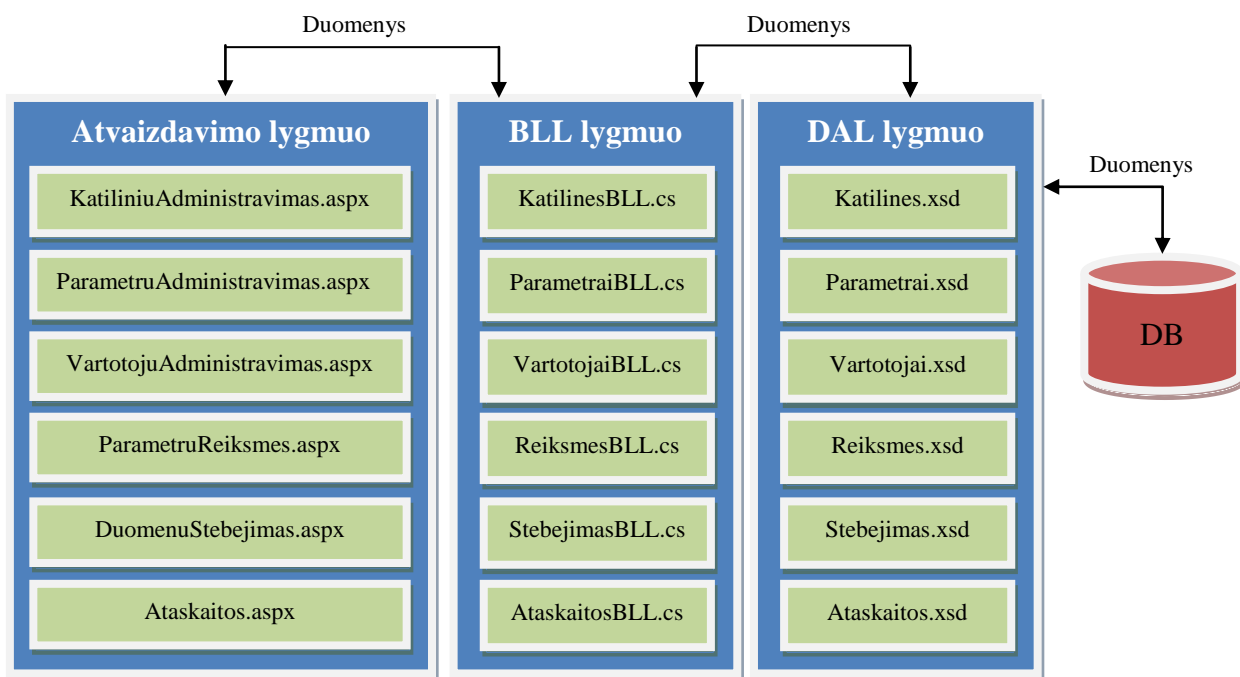 Duomenys
Duomenys
Atvaizdavimo lygmuo
KatiliniuAdministravimas.aspx
ParametruAdministravimas.aspx
VartotojuAdministravimas.aspx
ParametruReiksmes.aspx
DuomenuStebejimas.aspx
Ataskaitos.aspx
BLL lygmuo
KatilinesBLL.cs
ParametraiBLL.cs
VartotojaiBLL.cs
ReiksmesBLL.cs
StebejimasBLL.cs
AtaskaitosBLL.cs
DAL lygmuo
Katilines.xsd
Parametrai.xsd
Vartotojai.xsd
Reiksmes.xsd
Stebejimas.xsd
Ataskaitos.xsd
Duomenys
DB